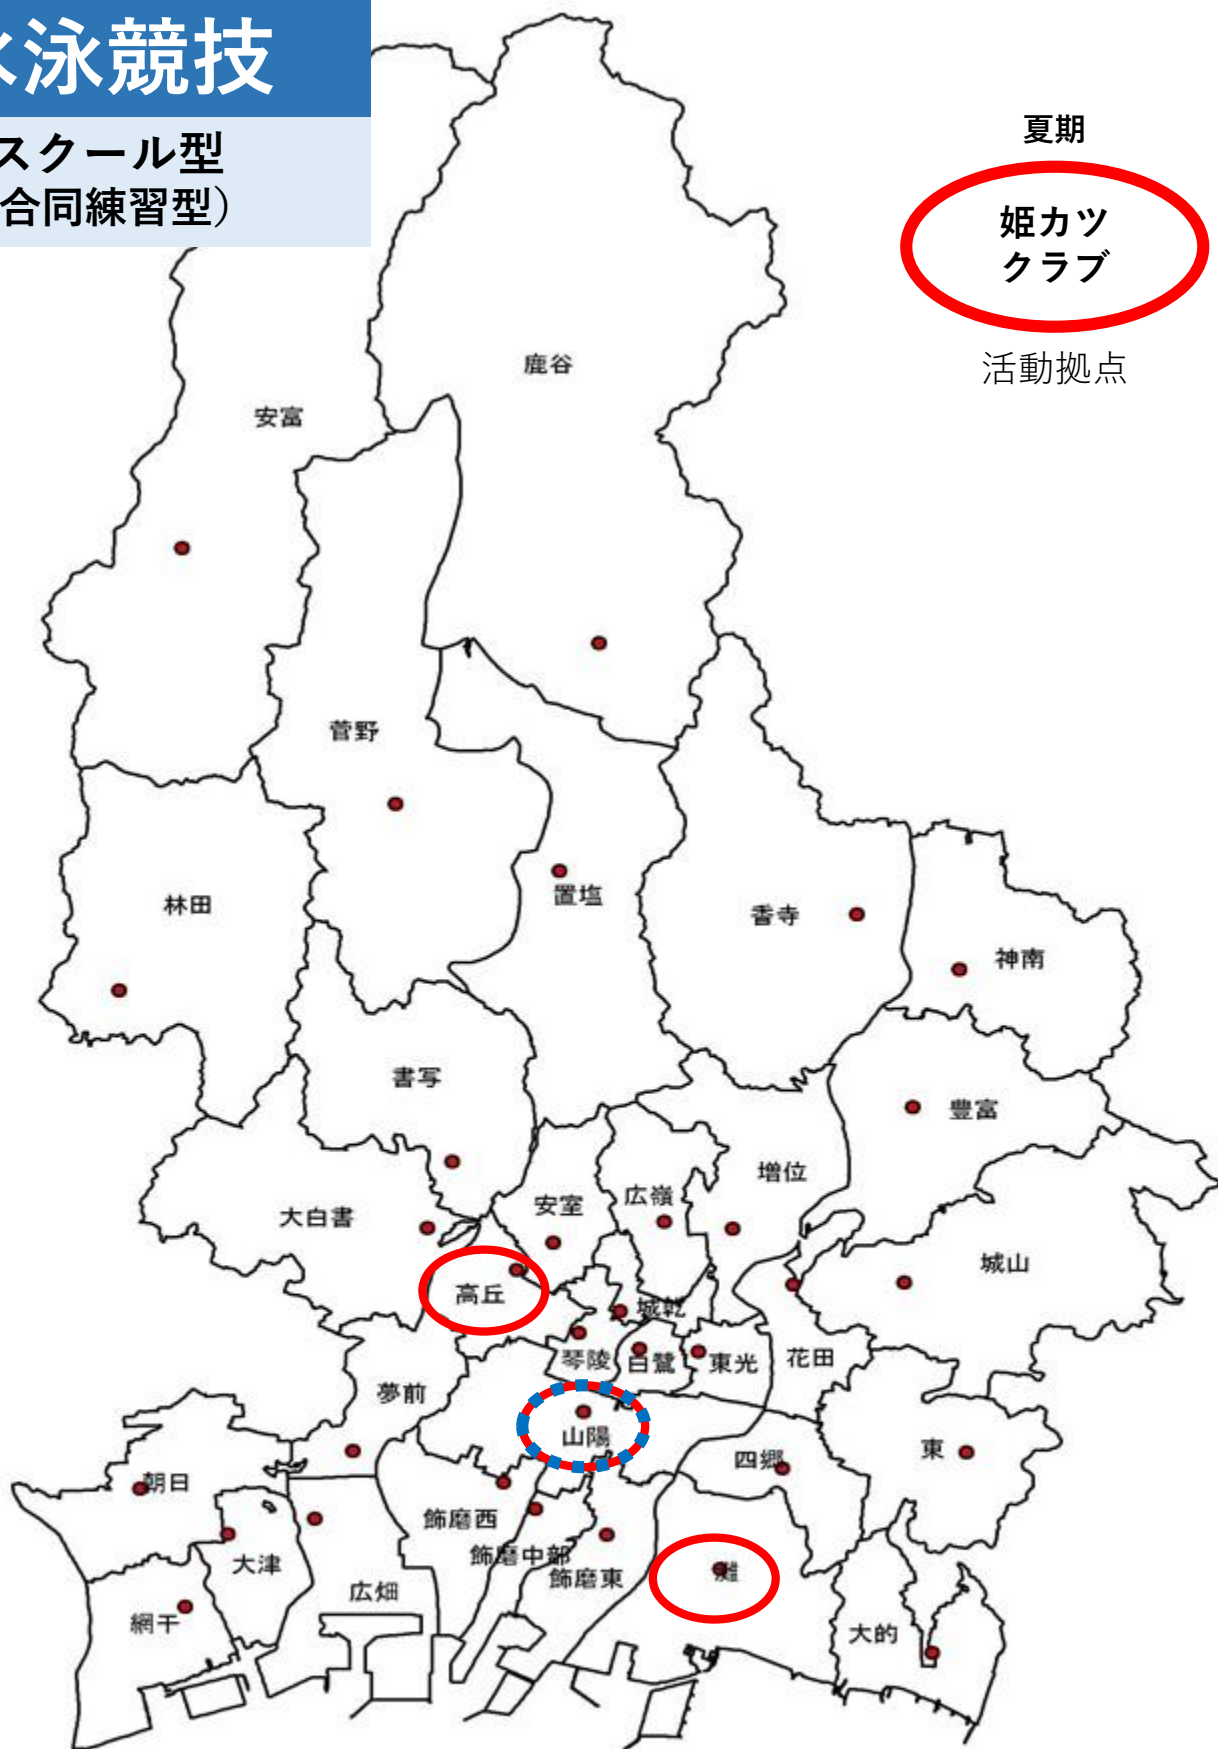 水泳競技
スクール型
合同練習型）
夏期
姫カツ
クラブ
活動拠点
鹿谷
安富
菅野
置塩
林田
香寺
神南
書写
豊富
増位
広嶺
安室
大白書
城山
高丘
城乾
琴陵
白鷺
東光
花田
夢前
山陽
四郷
東
朝日
飾磨西
飾磨中部
飾磨東
大津
広畑
灘
網干
大的